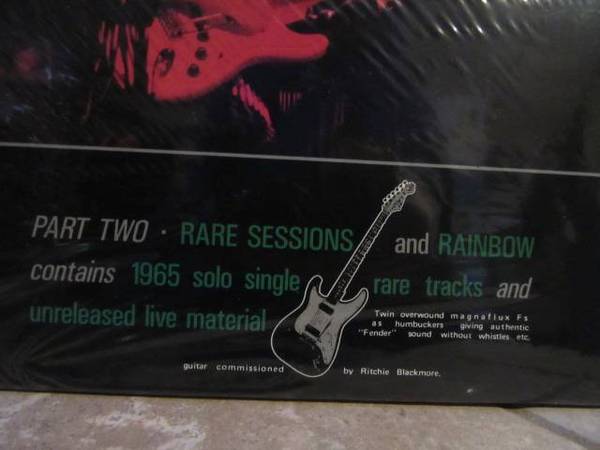 PART TWO · RARE SESSIONS and RAINBOW
contains 1965 solo single rare tracks and
unreleased live material
Twin overwound magnaflux Fs
as humbuckers giving authentic
"Fender" sound without whistles etc.
guitar commissioned by Ritchie Blackmore.